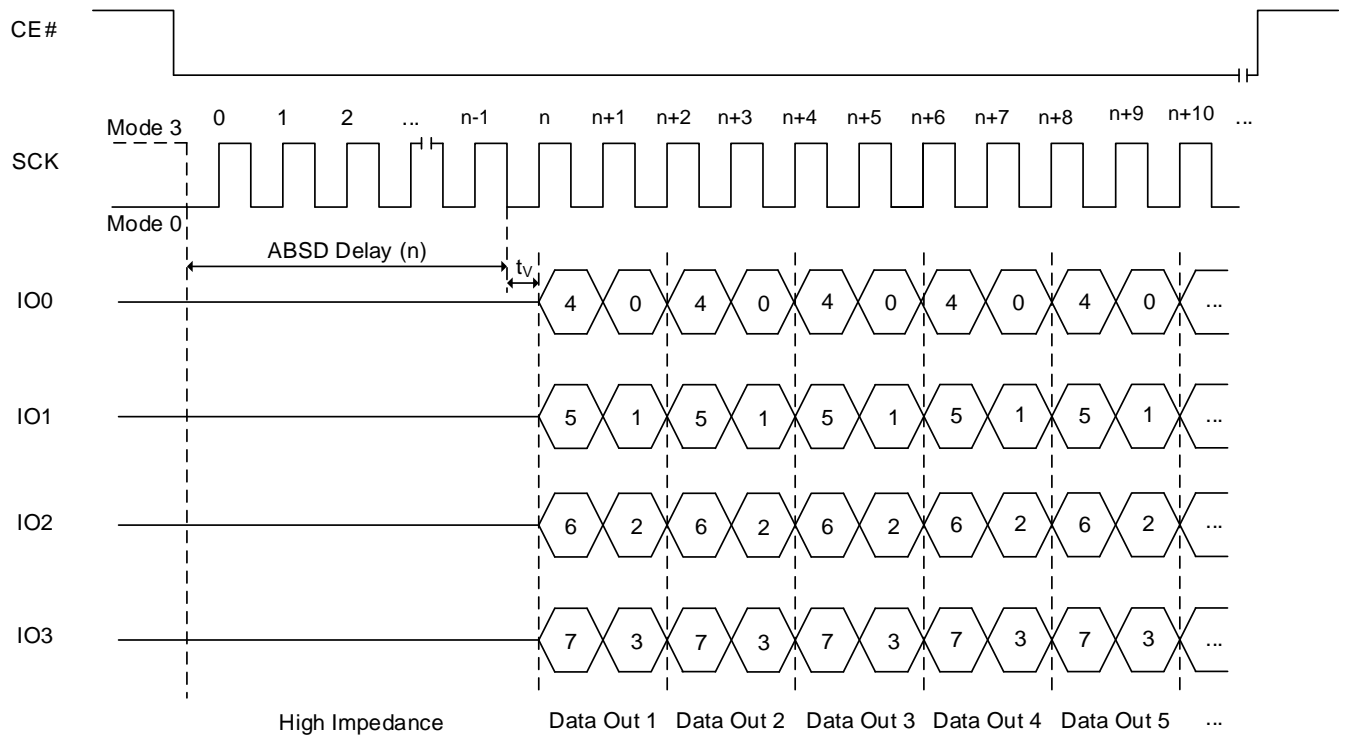 CE#
0 1 2 ... n-1 n n+1 n+2 n+3 n+4 n+5 n+6 n+7 n+8 n+9 n+10 ...
Mode 3
SCK
Mode 0
ABSD Delay (n)
tV
IO0 4 0 4 0 4 0 4 0 4 0 ...
IO1 5 1 5 1 5 1 5 1 5 1 ...
IO2 6 2 6 2 6 2 6 2 6 2 ...
IO3 7 3 7 3 7 3 7 3 7 3 ...
High Impedance Data Out 1 Data Out 2 Data Out 3 Data Out 4 Data Out 5 ...